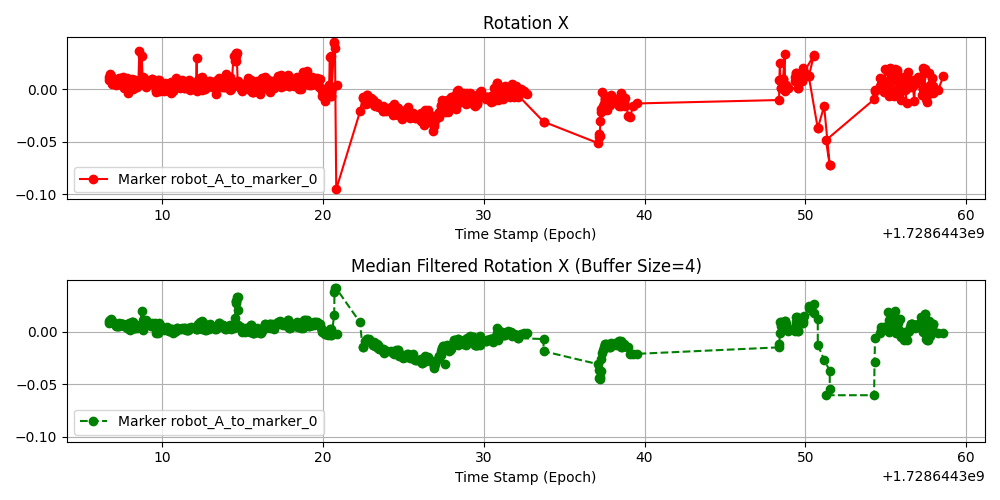 Rotation X
0.00
−0.05
−0.10
Marker robot_A_to_marker_0
10 20 30 40 50 60
Time Stamp (Epoch)
+1.7286443e9
Median Filtered Rotation X (Buffer Size=4)
0.00
−0.05
−0.10
Marker robot_A_to_marker_0
10 20 30 40 50 60
Time Stamp (Epoch)
+1.7286443e9